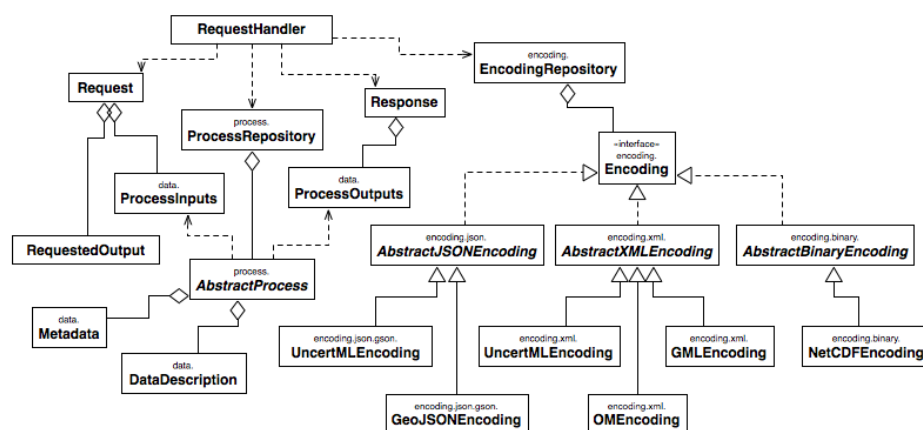 RequestHandler
encoding.
EncodingRepository
Request
Response
process.
ProcessRepository
«interface»
encoding.
Encoding
data.
ProcessInputs
data.
ProcessOutputs
RequestedOutput
encoding.json.
AbstractJSONEncoding
encoding.xml.
AbstractXMLEncoding
encoding.binary.
AbstractBinaryEncoding
process.
AbstractProcess
data.
Metadata
data.
DataDescription
encoding.json.gson.
UncertMLEncoding
encoding.xml.
UncertMLEncoding
encoding.xml.
GMLEncoding
encoding.binary.
NetCDFEncoding
encoding.json.gson.
GeoJSONEncoding
encoding.xml.
OMEncoding